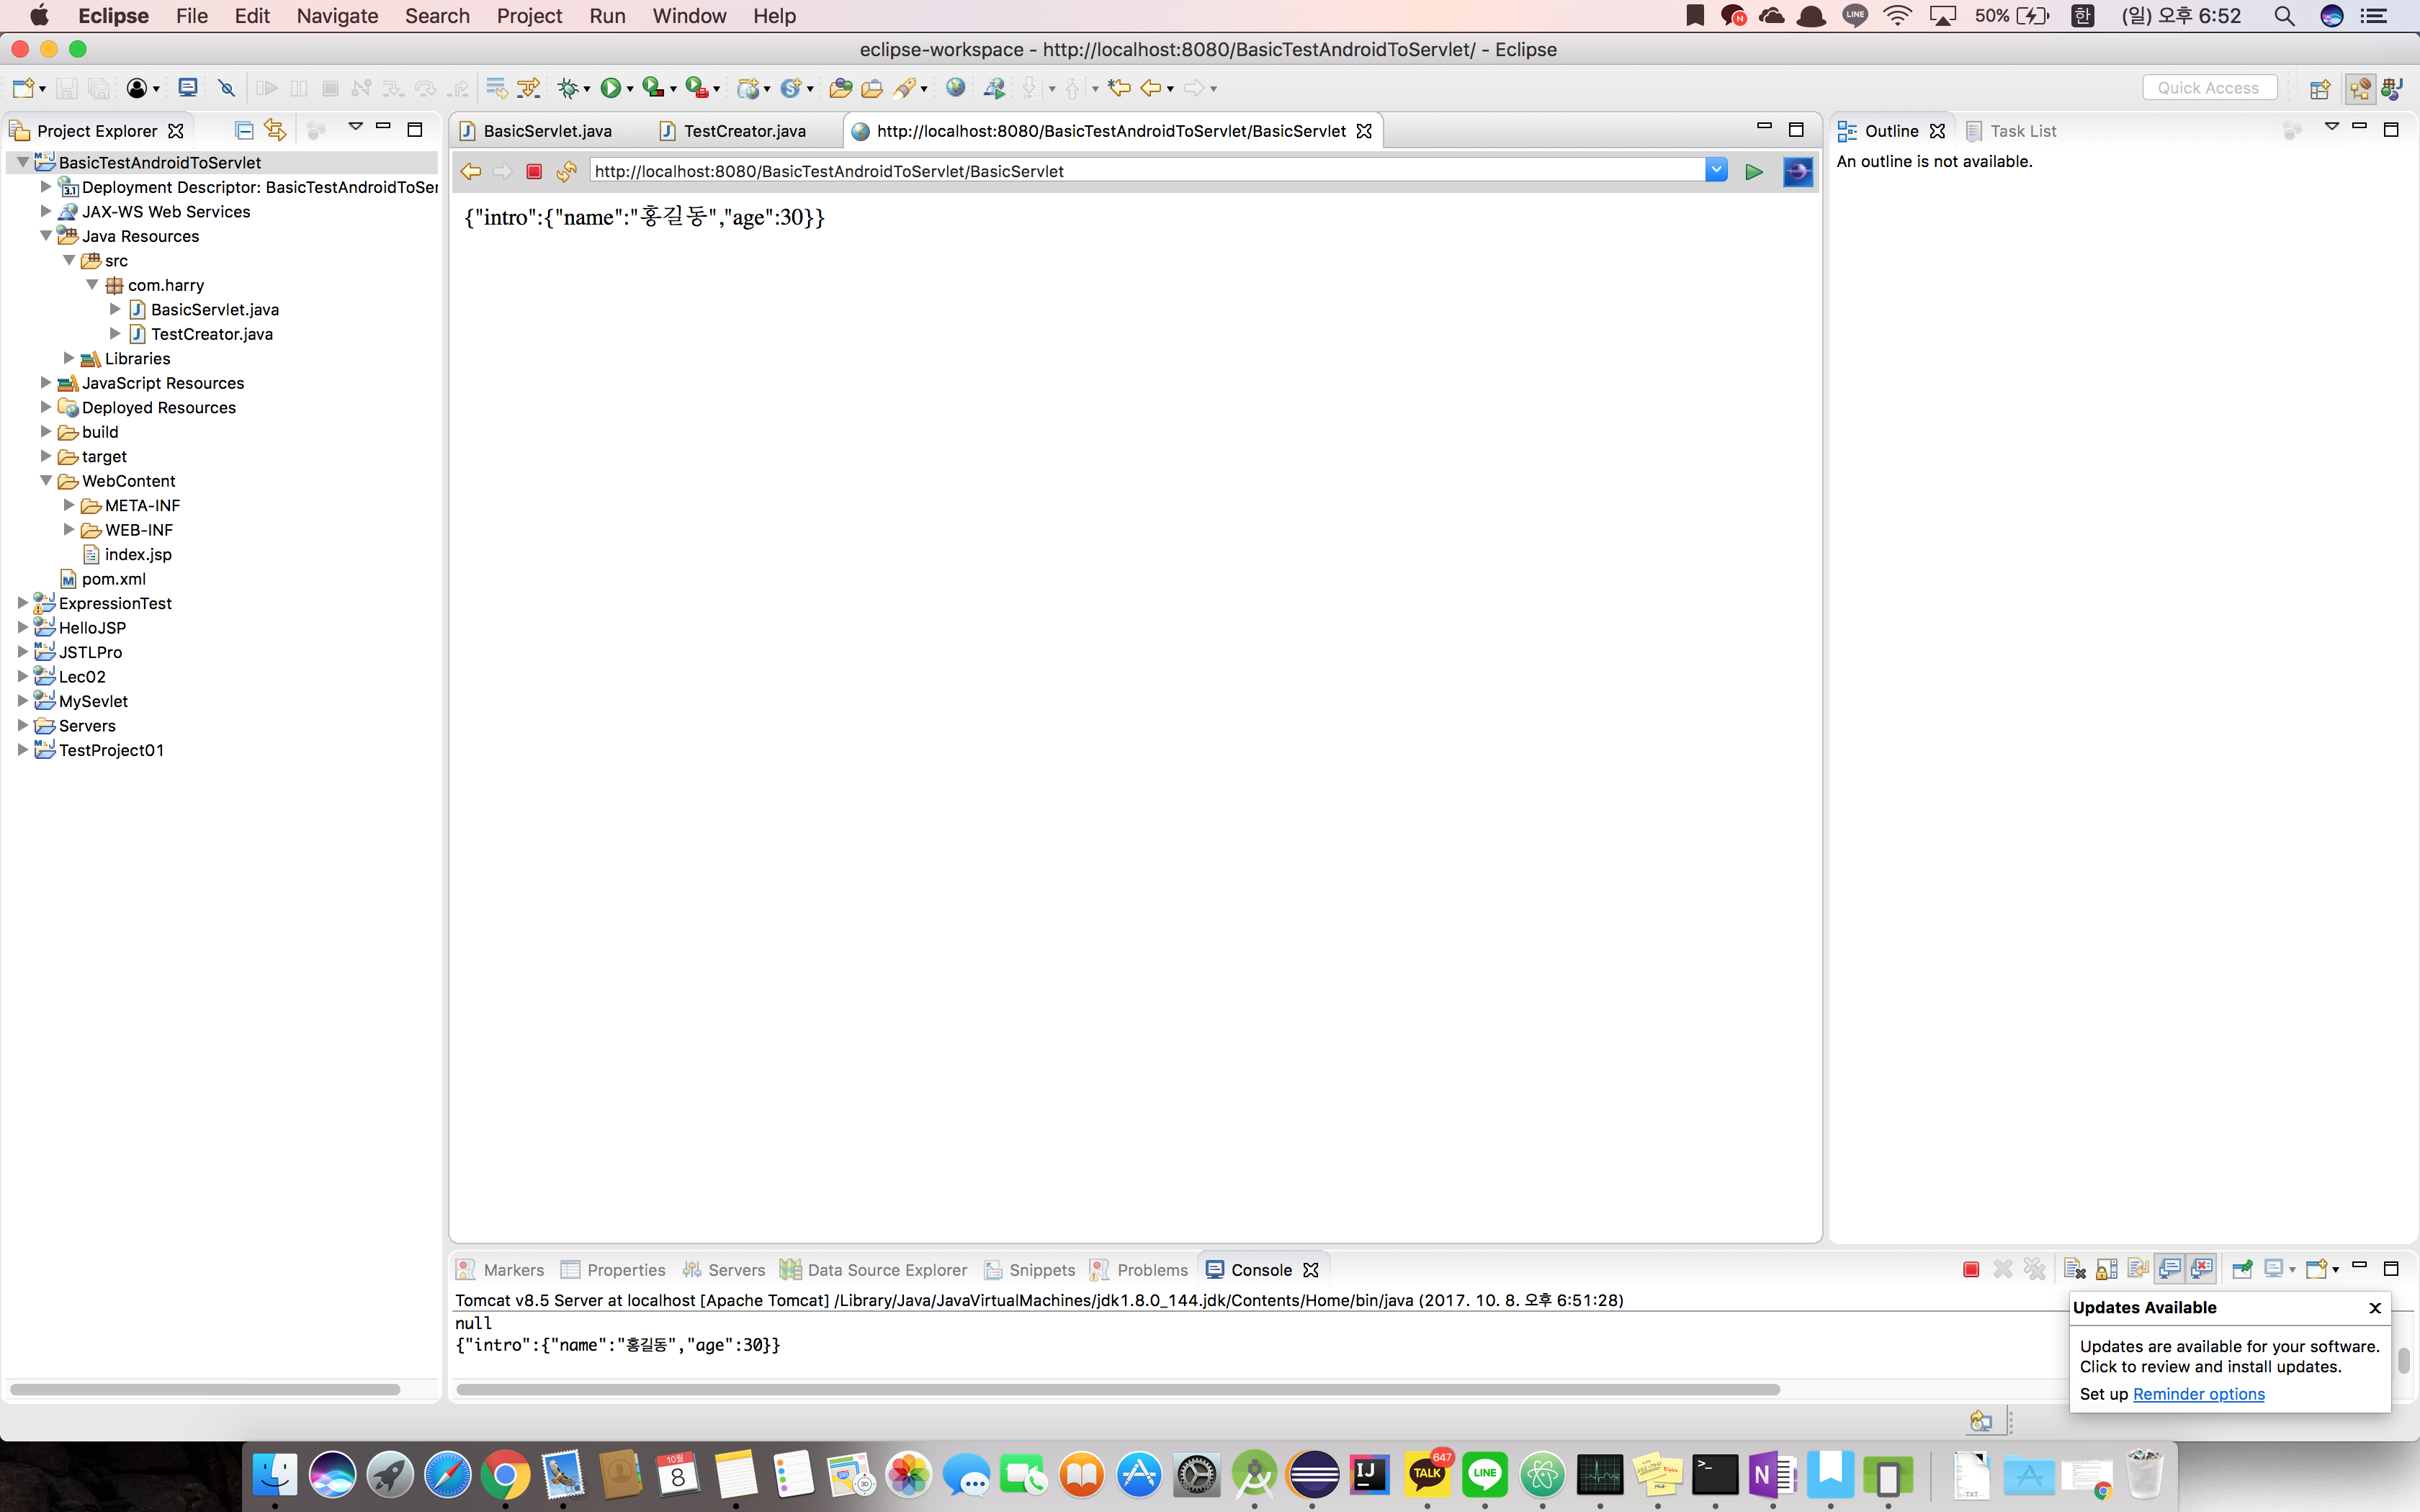 Eclipse File Edit Navigate Search Project Run Window Help LINE 50% 한 (일) 오후 6:52
eclipse-workspace - http://localhost:8080/BasicTestAndroidToServlet/ - Eclipse
Quick Access
Project Explorer
BasicServlet.java TestCreator.java http://localhost:8080/BasicTestAndroidToServlet/BasicServlet
Outline Task List
BasicTestAndroidToServlet
Deployment Descriptor: BasicTestAndroidToSer
JAX-WS Web Services
Java Resources
src
com.harry
BasicServlet.java
TestCreator.java
Libraries
JavaScript Resources
Deployed Resources
build
target
WebContent
META-INF
WEB-INF
index.jsp
pom.xml
ExpressionTest
HelloJSP
JSTLPro
Lec02
MySevlet
Servers
TestProject01
http://localhost:8080/BasicTestAndroidToServlet/BasicServlet
{"intro":{"name":"홍길동","age":30}}
An outline is not available.
Markers Properties Servers Data Source Explorer Snippets Problems Console
Tomcat v8.5 Server at localhost [Apache Tomcat] /Library/Java/JavaVirtualMachines/jdk1.8.0_144.jdk/Contents/Home/bin/java (2017. 10. 8. 오후 6:51:28)
null
{"intro":{"name":"홍길동","age":30}}
Updates Available
Updates are available for your software.
Click to review and install updates.
Set up Reminder options
10월
8
IJ
TALK
647
LINE
N
TXT